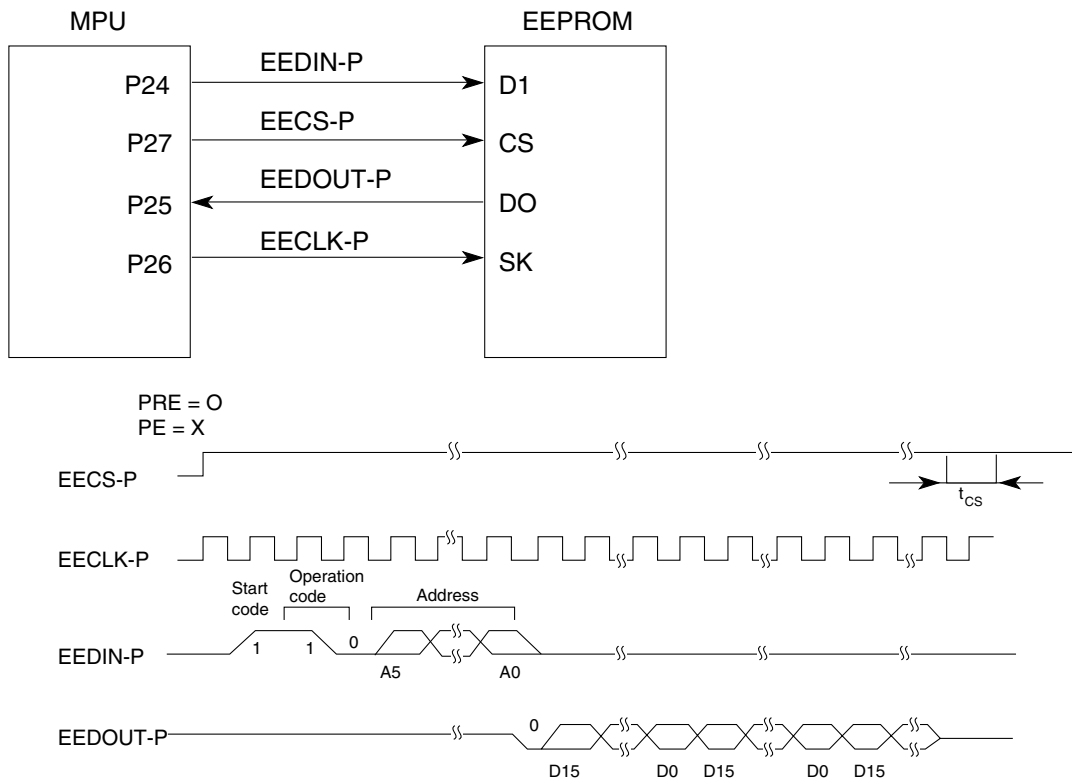 MPU
EEPROM
P24
EEDIN-P
D1
P27
EECS-P
CS
P25
EEDOUT-P
DO
P26
EECLK-P
SK
PRE = O
PE = X
EECS-P
tCS
EECLK-P
Start
code
Operation
code
Address
EEDIN-P
1
1
0
A5
A0
EEDOUT-P
0
D15
D0
D15
D0
D15